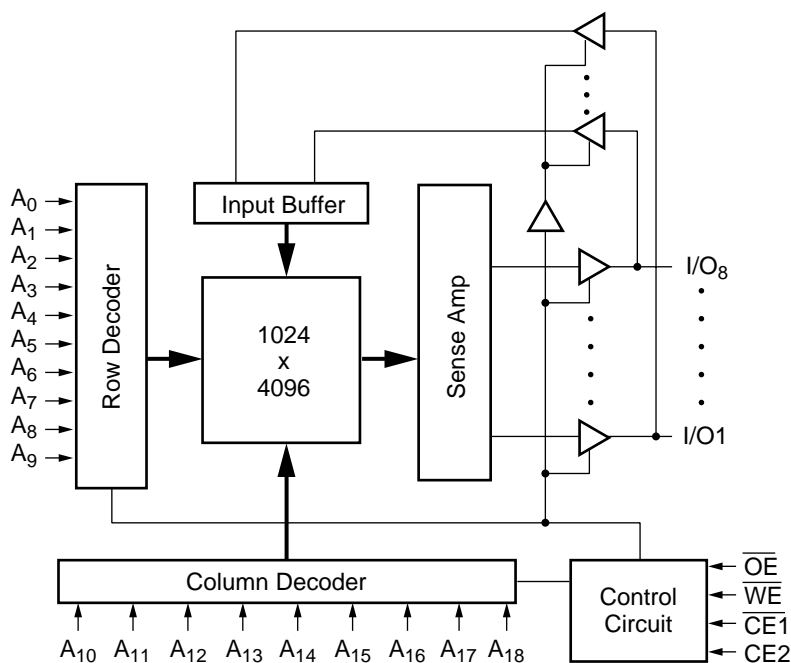 A0
A1
A2
A3
A4
A5
A6
A7
A8
A9
Row Decoder
Input Buffer
1024
x
4096
Sense Amp
I/O8
I/O1
Column Decoder
A10 A11 A12 A13 A14 A15 A16 A17 A18
Control
Circuit
OE
WE
CE1
CE2